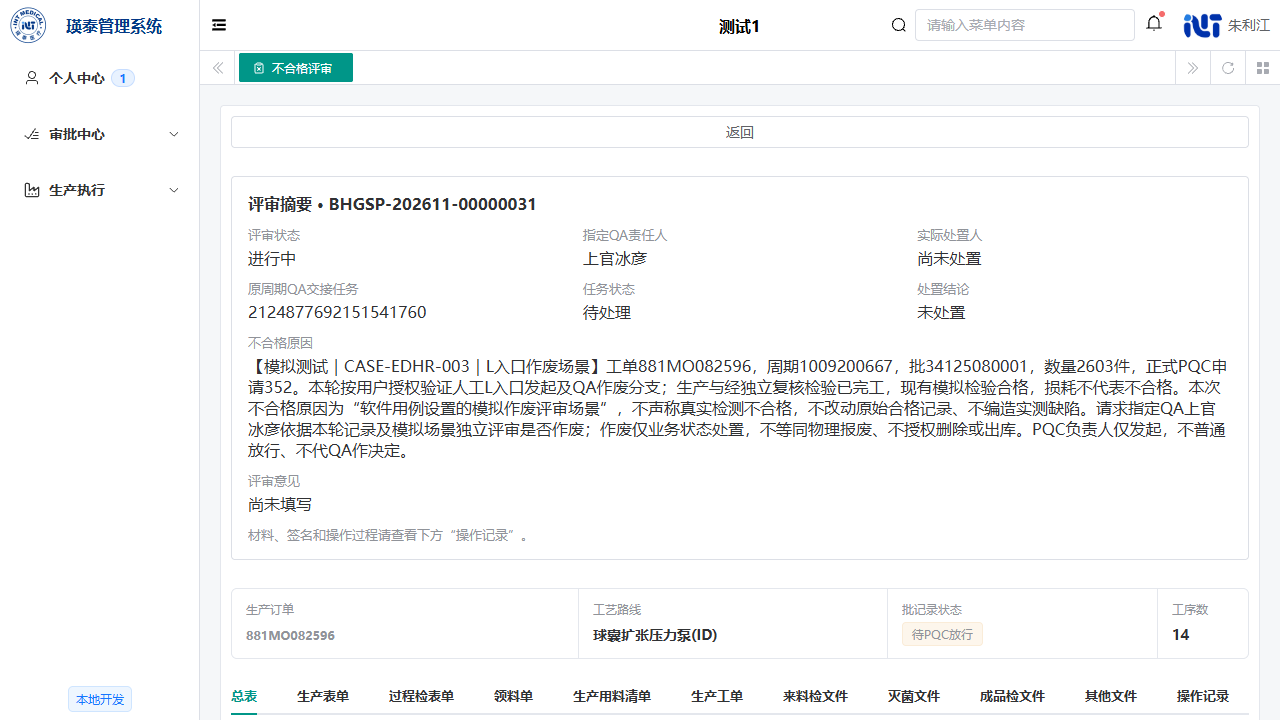 瑛泰管理系统
测试1
请输入菜单内容
朱利江
个人中心 1
不合格评审
审批中心
生产执行
返回
评审摘要 • BHGSP-202611-00000031
评审状态 指定QA责任人 实际处置人
进行中 上官冰彦 尚未处置
原周期QA交接任务 任务状态 处置结论
2124877692151541760 待处理 未处置
不合格原因
【模拟测试｜CASE-EDHR-003｜L入口作废场景】工单881MO082596，周期1009200667，批34125080001，数量2603件，正式PQC申
请352。本轮按用户授权验证人工L入口发起及QA作废分支；生产与经独立复核检验已完工，现有模拟检验合格，损耗不代表不合格。本次
不合格原因为“软件用例设置的模拟作废评审场景”，不声称真实检测不合格，不改动原始合格记录、不编造实测缺陷。请求指定QA上官
冰彦依据本轮记录及模拟场景独立评审是否作废；作废仅业务状态处置，不等同物理报废、不授权删除或出库。PQC负责人仅发起，不普通
放行、不代QA作决定。
评审意见
尚未填写
材料、签名和操作过程请查看下方“操作记录”。
生产订单 工艺路线 批记录状态 工序数
881MO082596 球囊扩张压力泵(ID) 待PQC放行 14
总表 生产表单 过程检表单 领料单 生产用料清单 生产工单 来料检文件 灭菌文件 成品检文件 其他文件 操作记录
本地开发